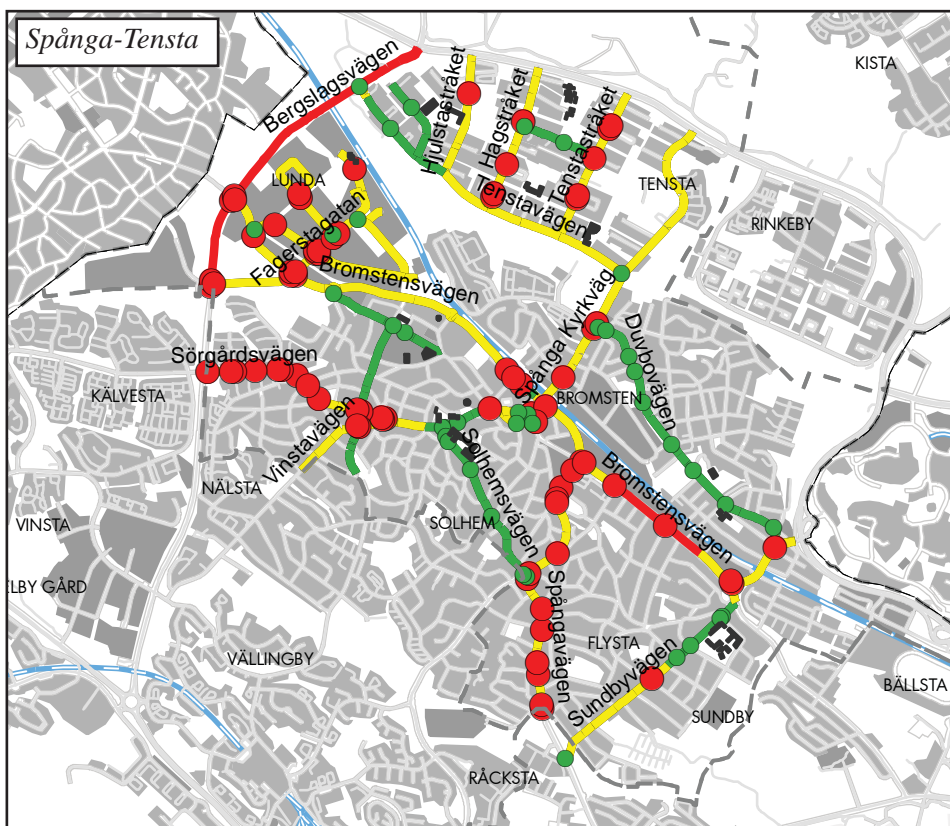 Spånga-Tensta
KISTA
Bergslagsvägen
Hjulstastråket
Hagstråket
Tenstastråket
LUNDA
Tenstavägen
TENSTA
RINKEBY
Fagerstagatan
Bromstensvägen
Spånga Kyrkväg
Duvbovägen
Sörgårdsvägen
KÄLVESTA
BROMSTEN
Vinstavägen
NÄLSTA
Solhemsvägen
Bromstensvägen
VINSTA
SOLHEM
ELBY GÅRD
Spångavägen
FLYSTA
VÄLLINGBY
Sundbyvägen
BÄLLSTA
SUNDBY
RÅCKSTA